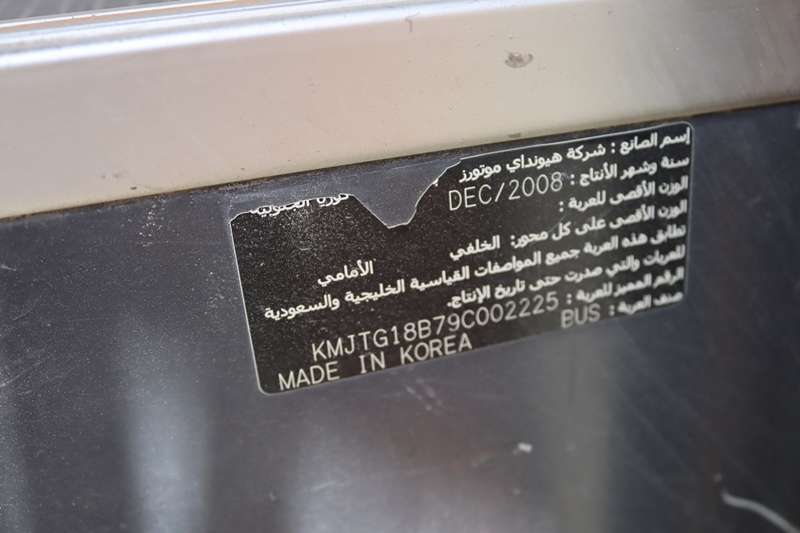 إسم الصانع : شركة هيونداي موتورز
سنة وشهر الأنتاج : DEC/2008
الوزن الأقصى للعربة :
الوزن الأقصى على كل محور: الخلفي الأمامي
تطابق هذه العربة جميع المواصفات القياسية الخليجية والسعودية
للعربات والتي صدرت حتى تاريخ الإنتاج.
الرقم المميز للعربة : KMJTG18B79C002225
صنف العربة : BUS
MADE IN KOREA